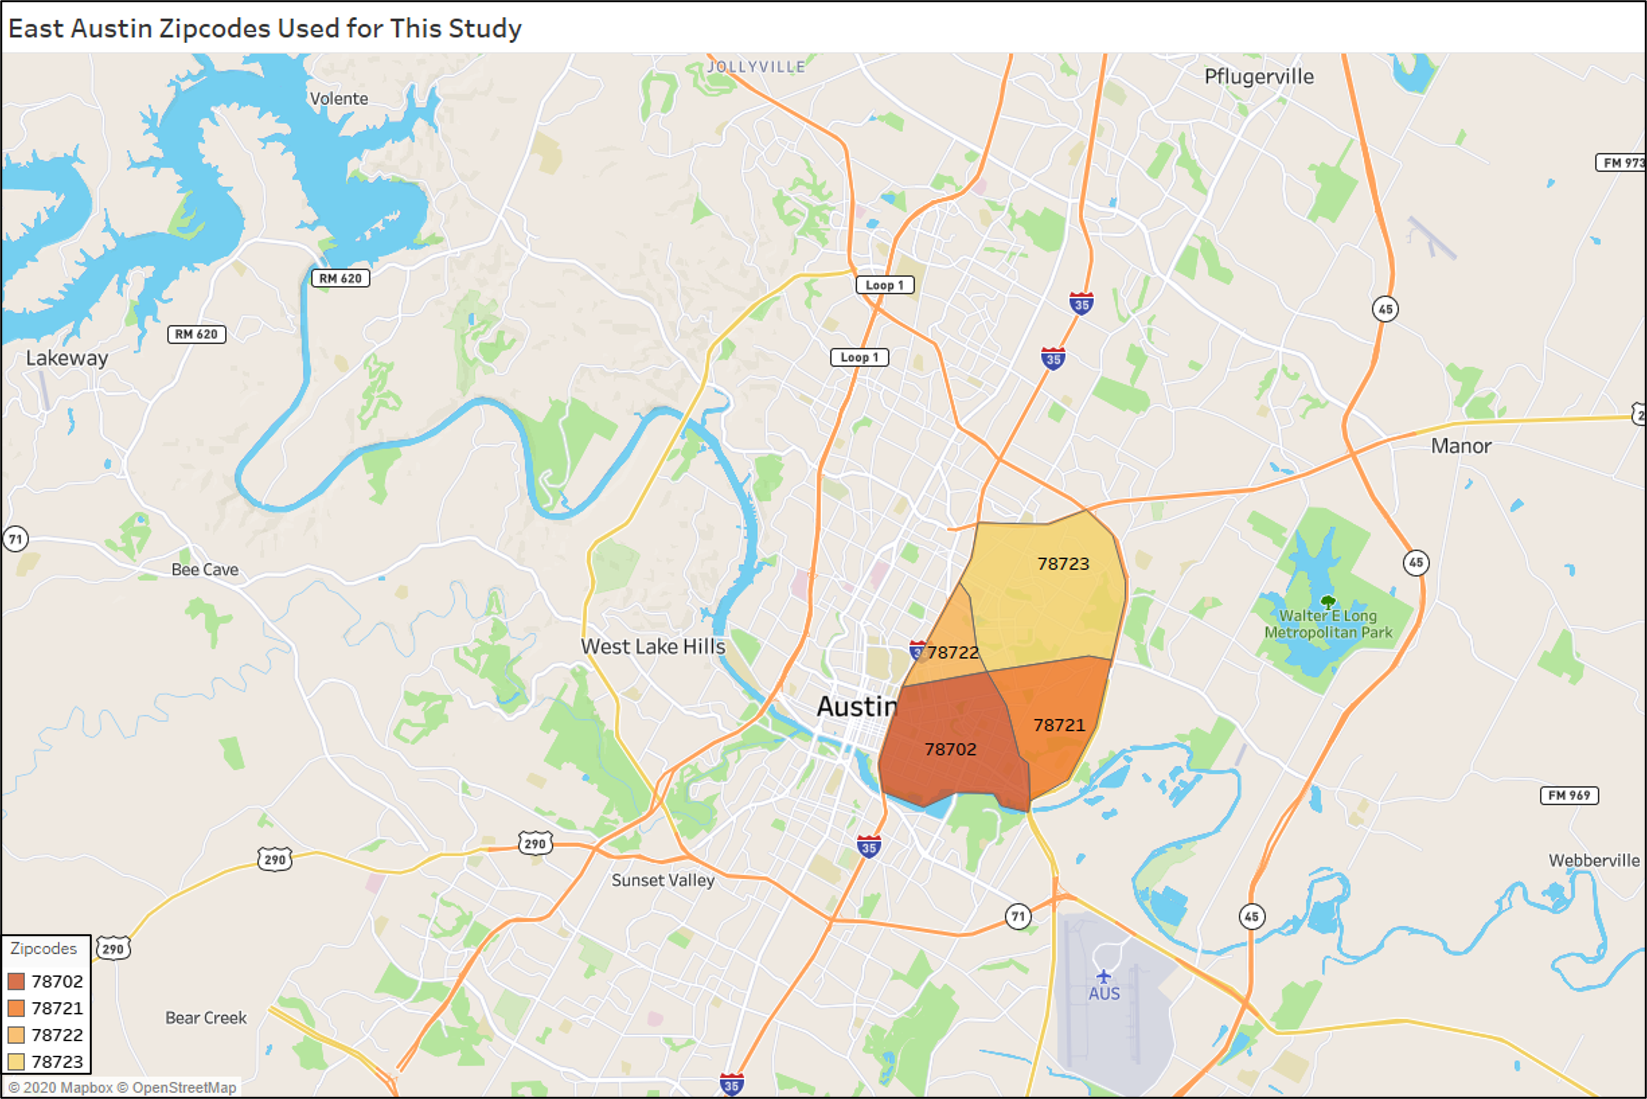 East Austin Zipcodes Used for This Study
JOLLYVILLE
Pflugerville
Volente
FM 973
RM 620
Loop 1
35
45
RM 620
Lakeway
Loop 1
35
2
Manor
71
Bee Cave
78723
45
Walter E Long
Metropolitan Park
West Lake Hills
3
78722
Austin
78721
78702
FM 969
290
290
35
Sunset Valley
Webberville
71
45
290
AUS
Bear Creek
35
Zipcodes
78702
78721
78722
78723
© 2020 Mapbox © OpenStreetMap